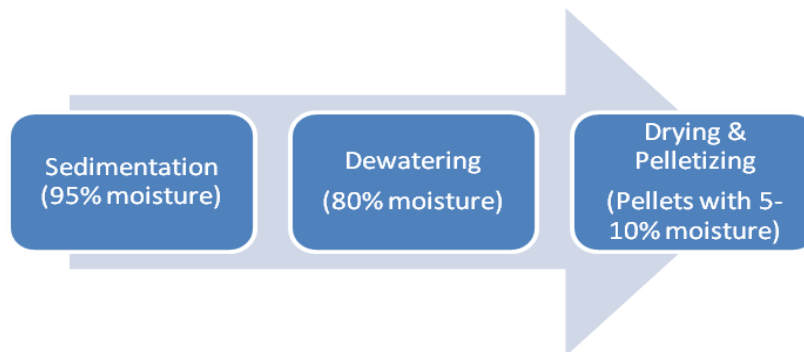 Sedimentation
(95% moisture)
Dewatering
(80% moisture)
Drying &
Pelletizing
(Pellets with 5-
10% moisture)